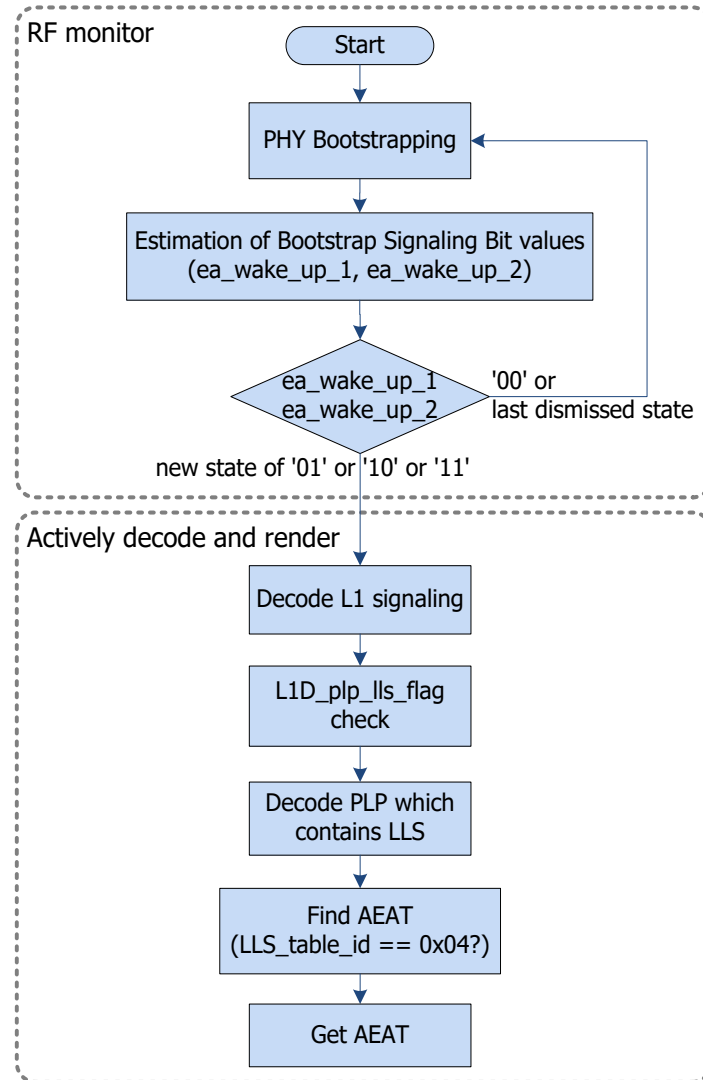 RF monitor
Start
PHY Bootstrapping
Estimation of Bootstrap Signaling Bit values
(ea_wake_up_1, ea_wake_up_2)
ea_wake_up_1
ea_wake_up_2
'00' or
last dismissed state
new state of '01' or '10' or '11'
Actively decode and render
Decode L1 signaling
L1D_plp_lls_flag
check
Decode PLP which
contains LLS
Find AEAT
(LLS_table_id == 0x04?)
Get AEAT